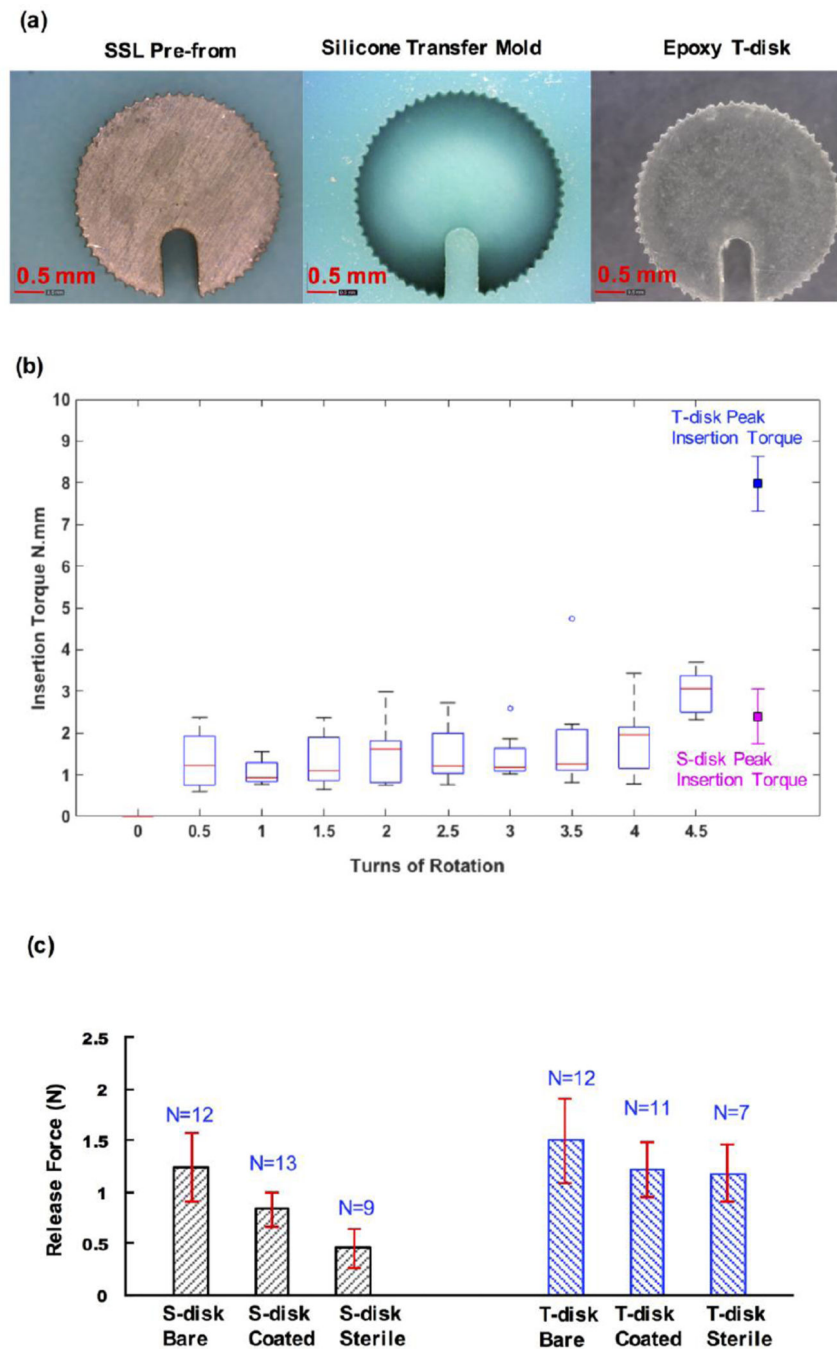 (a)
SSL Pre-from
Silicone Transfer Mold
Epoxy T-disk
0.5 mm
0.5 mm
0.5 mm
(b)
10
9
8
7
6
5
4
3
2
1
0
Insertion Torque N.mm
T-disk Peak
Insertion Torque
S-disk Peak
Insertion Torque
0
0.5
1
1.5
2
2.5
3
3.5
4
4.5
Turns of Rotation
(c)
2.5
2
1.5
1
0.5
0
Release Force (N)
N=12
N=13
N=9
N=12
N=11
N=7
S-disk
Bare
S-disk
Coated
S-disk
Sterile
T-disk
Bare
T-disk
Coated
T-disk
Sterile